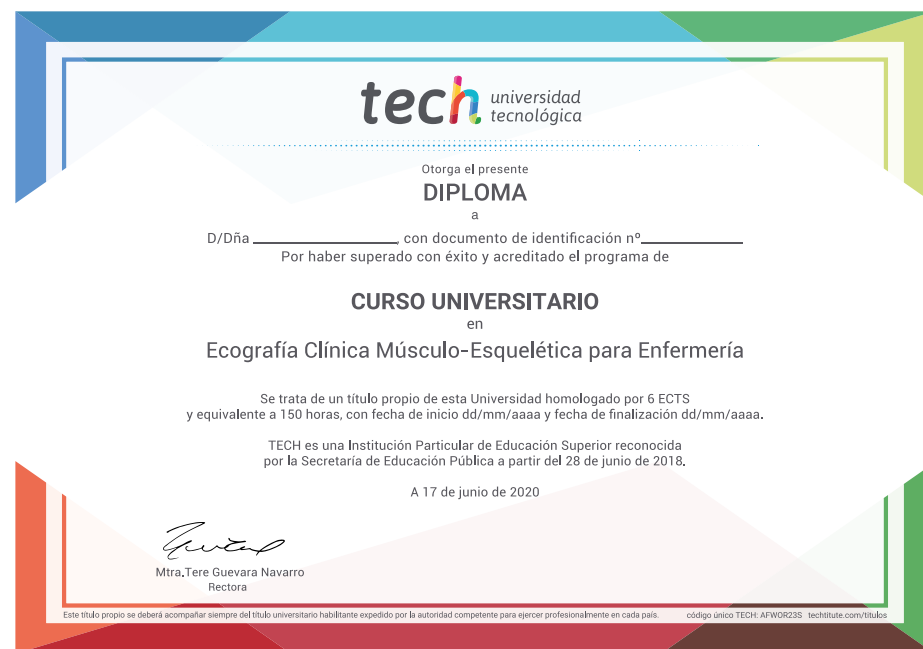 tech universidad
tecnológica
Otorga el presente
DIPLOMA
a
D/Dña ____________, con documento de identificación nº____________
Por haber superado con éxito y acreditado el programa de
CURSO UNIVERSITARIO
en
Ecografía Clínica Músculo-Esquelética para Enfermería
Se trata de un título propio de esta Universidad homologado por 6 ECTS
y equivalente a 150 horas, con fecha de inicio dd/mm/aaaa y fecha de finalización dd/mm/aaaa.
TECH es una Institución Particular de Educación Superior reconocida
por la Secretaría de Educación Pública a partir del 28 de junio de 2018.
A 17 de junio de 2020
Mtra.Tere Guevara Navarro
Rectora
Este título propio se deberá acompañar siempre del título universitario habilitante expedido por la autoridad competente para ejercer profesionalmente en cada país. código único TECH: AFWOR23S techtitute.com/títulos